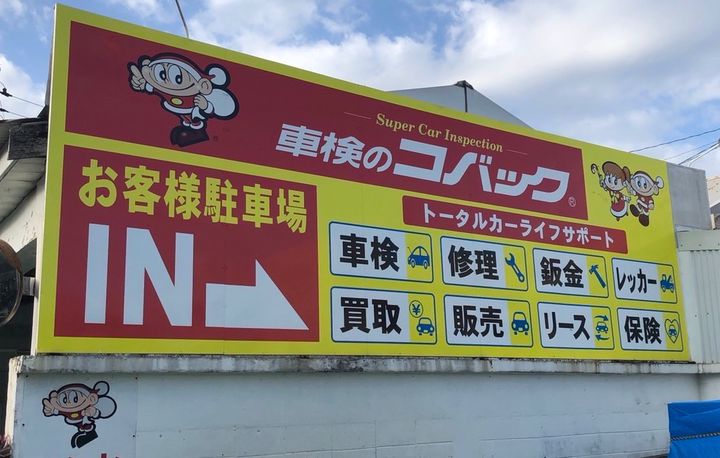 Super Car Inspection
車検のコバック®
お客様駐車場
IN
トータルカーライフサポート
車検
修理
鈑金
レッカー
買取
¥
販売
リース
保険